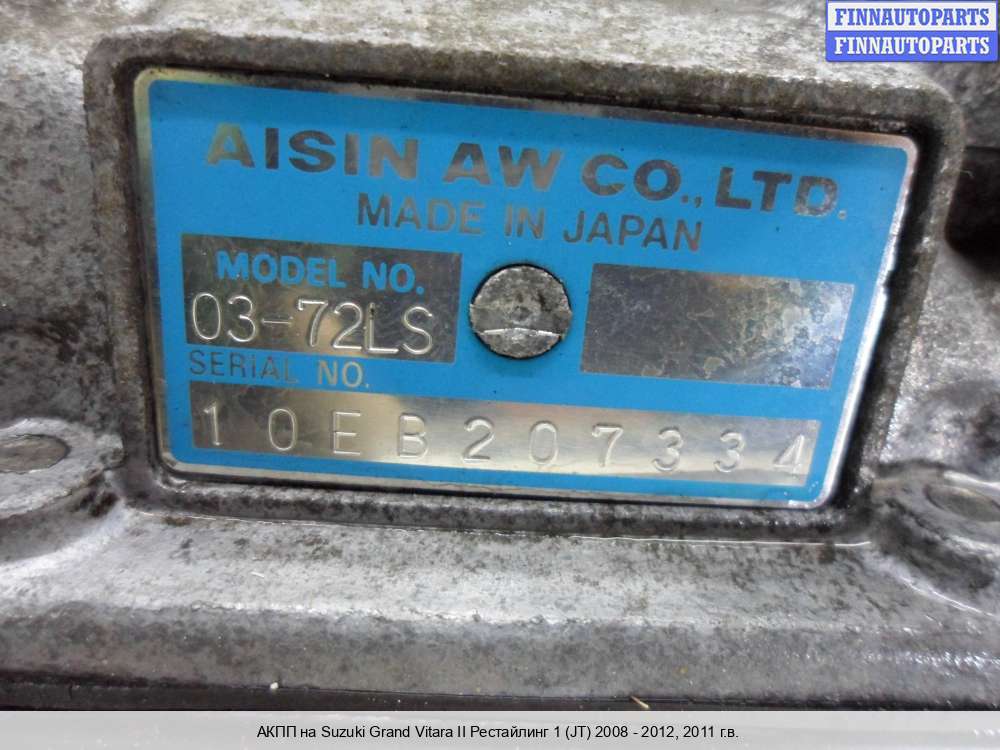 FINNAUTOPARTS
FINNAUTOPARTS
AISIN AW CO., LTD.
MADE IN JAPAN
MODEL NO.
03-72LS
SERIAL NO.
10EB207334
АКПП на Suzuki Grand Vitara II Рестайлинг 1 (JT) 2008 - 2012, 2011 г.в.